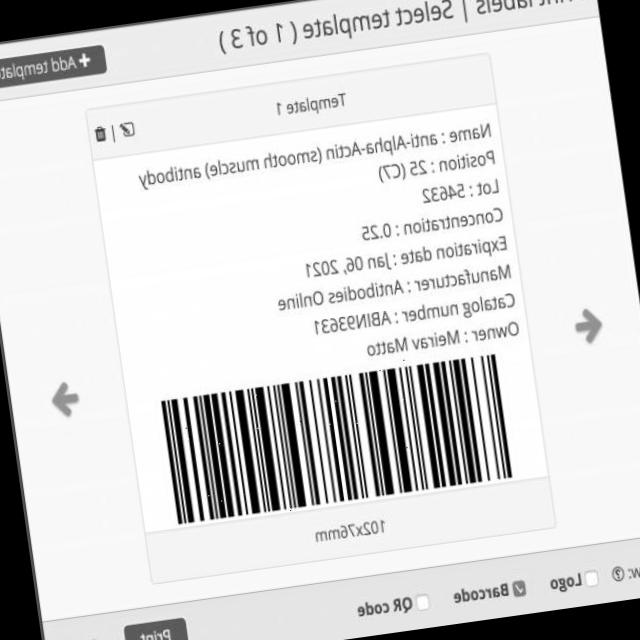 labels | Select template ( 1 of 3 )
Add template
Template 1
Name : anti-Alpha-Actin (smooth muscle) antibody
Position : 25 (C7)
Lot : 54632
Concentration : 0.25
Expiration date : Jan 06, 2021
Manufacturer : Antibodies Online
Catalog number : ABIN93631
Owner : Meirav Matto
102x76mm
Logo Barcode QR code
Print